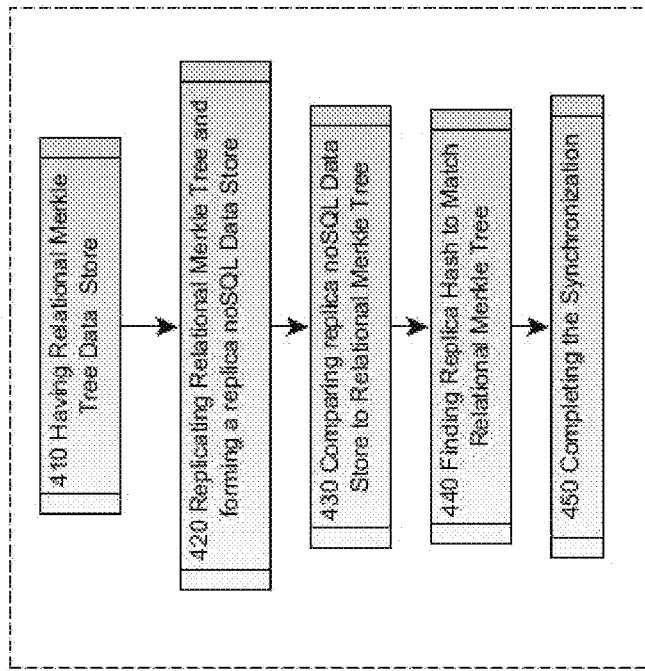 410 Having Relational Merkle
Tree Data Store
420 Replicating Relational Merkle Tree and
forming a replica noSQL Data Store
430 Comparing replica noSQL Data
Store to Relational Merkle Tree
440 Finding Replica Hash to Match
Relational Merkle Tree
450 Completing the Synchronization